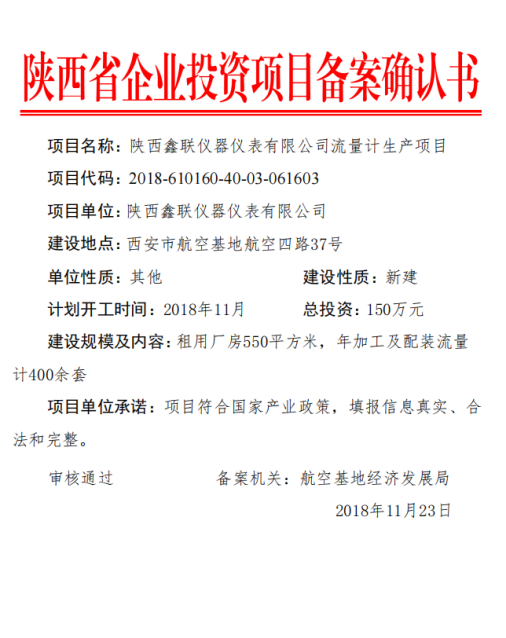 陕西省企业投资项目备案确认书
项目名称：陕西鑫联仪器仪表有限公司流量计生产项目
项目代码：2018-610160-40-03-061603
项目单位：陕西鑫联仪器仪表有限公司
建设地点：西安市航空基地航空四路37号
单位性质：其他 建设性质：新建
计划开工时间：2018年11月 总投资：150万元
建设规模及内容：租用厂房550平方米，年加工及配装流量
计400余套
项目单位承诺：项目符合国家产业政策，填报信息真实、合
法和完整。
审核通过 备案机关：航空基地经济发展局
2018年11月23日